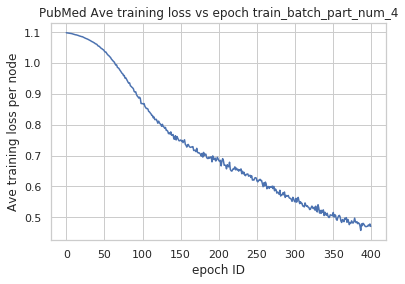 PubMed Ave training loss vs epoch train_batch_part_num_4
Ave training loss per node
1.1
1.0
0.9
0.8
0.7
0.6
0.5
0 50 100 150 200 250 300 350 400
epoch ID